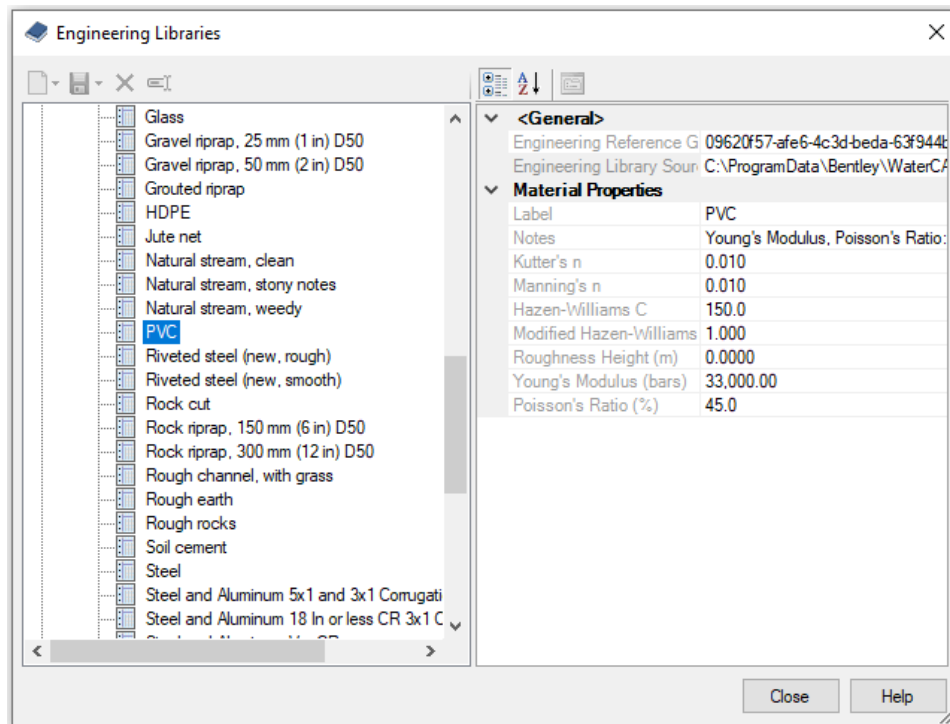 Engineering Libraries
Glass
Gravel riprap, 25 mm (1 in) D50
Gravel riprap, 50 mm (2 in) D50
Grouted riprap
HDPE
Jute net
Natural stream, clean
Natural stream, stony notes
Natural stream, weedy
PVC
Riveted steel (new, rough)
Riveted steel (new, smooth)
Rock cut
Rock riprap, 150 mm (6 in) D50
Rock riprap, 300 mm (12 in) D50
Rough channel, with grass
Rough earth
Rough rocks
Soil cement
Steel
Steel and Aluminum 5x1 and 3x1 Corrugati
Steel and Aluminum 18 In or less CR 3x1 C
<General>
Engineering Reference G 09620f57-afe6-4c3d-beda-63f944b
Engineering Library Sour C:\ProgramData\Bentley\WaterCA
Material Properties
Label PVC
Notes Young's Modulus, Poisson's Ratio:
Kutter's n 0.010
Manning's n 0.010
Hazen-Williams C 150.0
Modified Hazen-Williams 1.000
Roughness Height (m) 0.0000
Young's Modulus (bars) 33,000.00
Poisson's Ratio (%) 45.0
Close Help